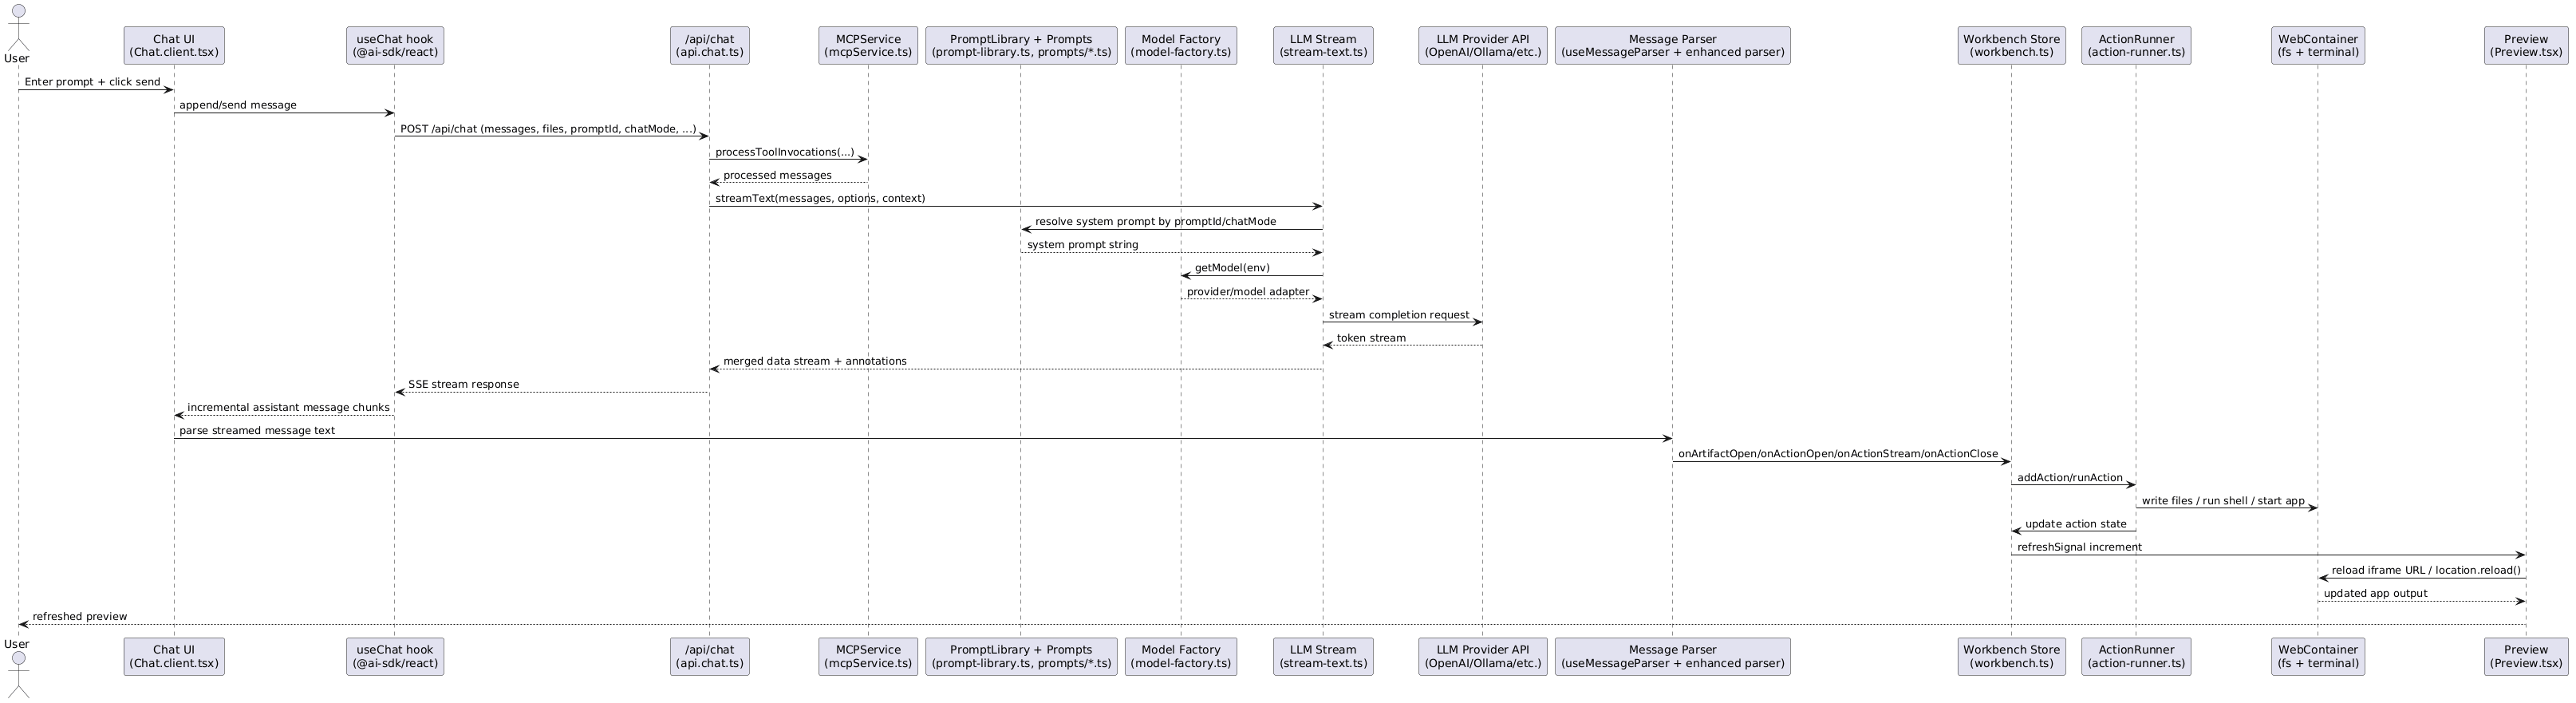 User
Chat UI
(Chat.client.tsx)
useChat hook
(@ai-sdk/react)
/api/chat
(api.chat.ts)
MCPService
(mcpService.ts)
PromptLibrary + Prompts
(prompt-library.ts, prompts/*.ts)
Model Factory
(model-factory.ts)
LLM Stream
(stream-text.ts)
LLM Provider API
(OpenAI/Ollama/etc.)
Message Parser
(useMessageParser + enhanced parser)
Workbench Store
(workbench.ts)
ActionRunner
(action-runner.ts)
WebContainer
(fs + terminal)
Preview
(Preview.tsx)
Enter prompt + click send
append/send message
POST /api/chat (messages, files, promptId, chatMode, ...)
processToolInvocations(...)
processed messages
streamText(messages, options, context)
resolve system prompt by promptId/chatMode
system prompt string
getModel(env)
provider/model adapter
stream completion request
token stream
merged data stream + annotations
SSE stream response
incremental assistant message chunks
parse streamed message text
onArtifactOpen/onActionOpen/onActionStream/onActionClose
addAction/runAction
write files / run shell / start app
update action state
refreshSignal increment
reload iframe URL / location.reload()
updated app output
refreshed preview
User
Chat UI
(Chat.client.tsx)
useChat hook
(@ai-sdk/react)
/api/chat
(api.chat.ts)
MCPService
(mcpService.ts)
PromptLibrary + Prompts
(prompt-library.ts, prompts/*.ts)
Model Factory
(model-factory.ts)
LLM Stream
(stream-text.ts)
LLM Provider API
(OpenAI/Ollama/etc.)
Message Parser
(useMessageParser + enhanced parser)
Workbench Store
(workbench.ts)
ActionRunner
(action-runner.ts)
WebContainer
(fs + terminal)
Preview
(Preview.tsx)